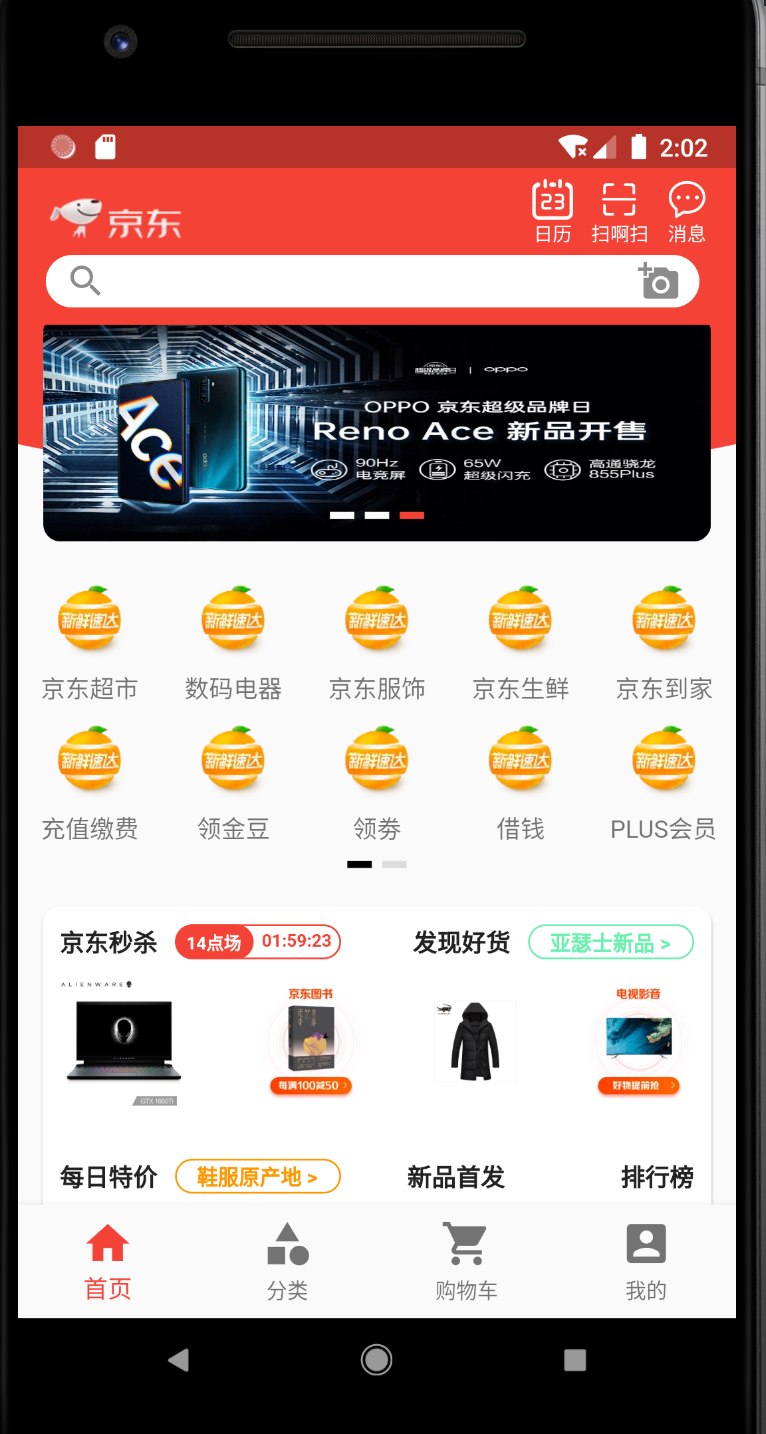 2:02
京东
23
日历
扫啊扫
消息
oppo
OPPO 京东超级品牌日
Reno Ace 新品开售
Ace
90Hz
电竞屏
65W
超级闪充
高通骁龙
855Plus
新鲜速达
新鲜速达
新鲜速达
新鲜速达
新鲜速达
京东超市
数码电器
京东服饰
京东生鲜
京东到家
新鲜速达
新鲜速达
新鲜速达
新鲜速达
新鲜速达
充值缴费
领金豆
领劵
借钱
PLUS会员
京东秒杀
14点场
01:59:23
发现好货
亚瑟士新品 >
ALIENWARE
GTX 1660Ti
京东图书
每满100减50 >
电视影音
好物提前抢 >
每日特价
鞋服原产地 >
新品首发
排行榜
首页
分类
购物车
我的